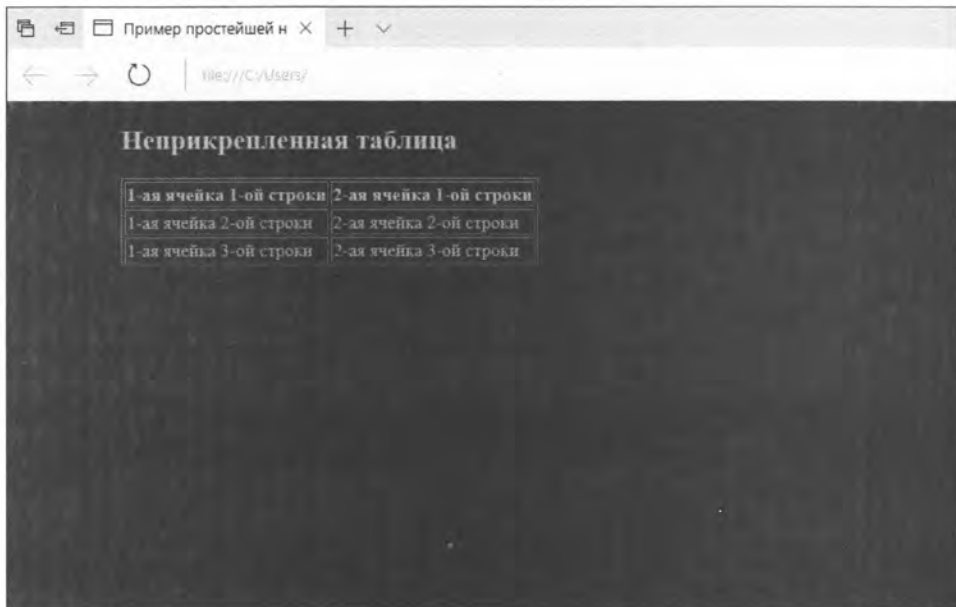 Пример простейшей н
file:///C:/Users/
Неприкрепленная таблица
1-ая ячейка 1-ой строки 2-ая ячейка 1-ой строки
1-ая ячейка 2-ой строки 2-ая ячейка 2-ой строки
1-ая ячейка 3-ой строки 2-ая ячейка 3-ой строки